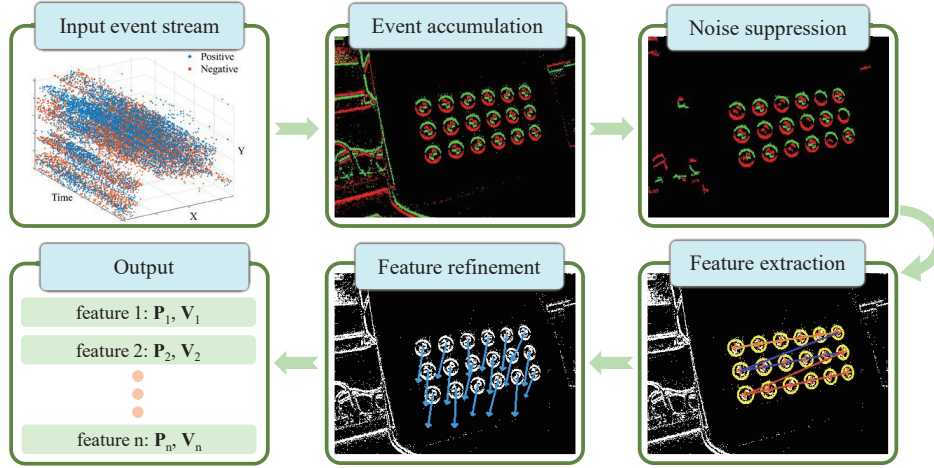 Input event stream
Positive
Negative
Y
Time
X
Event accumulation
Noise suppression
Feature extraction
Feature refinement
Output
feature 1: P₁, V₁
feature 2: P₂, V₂
feature n: Pₙ, Vₙ